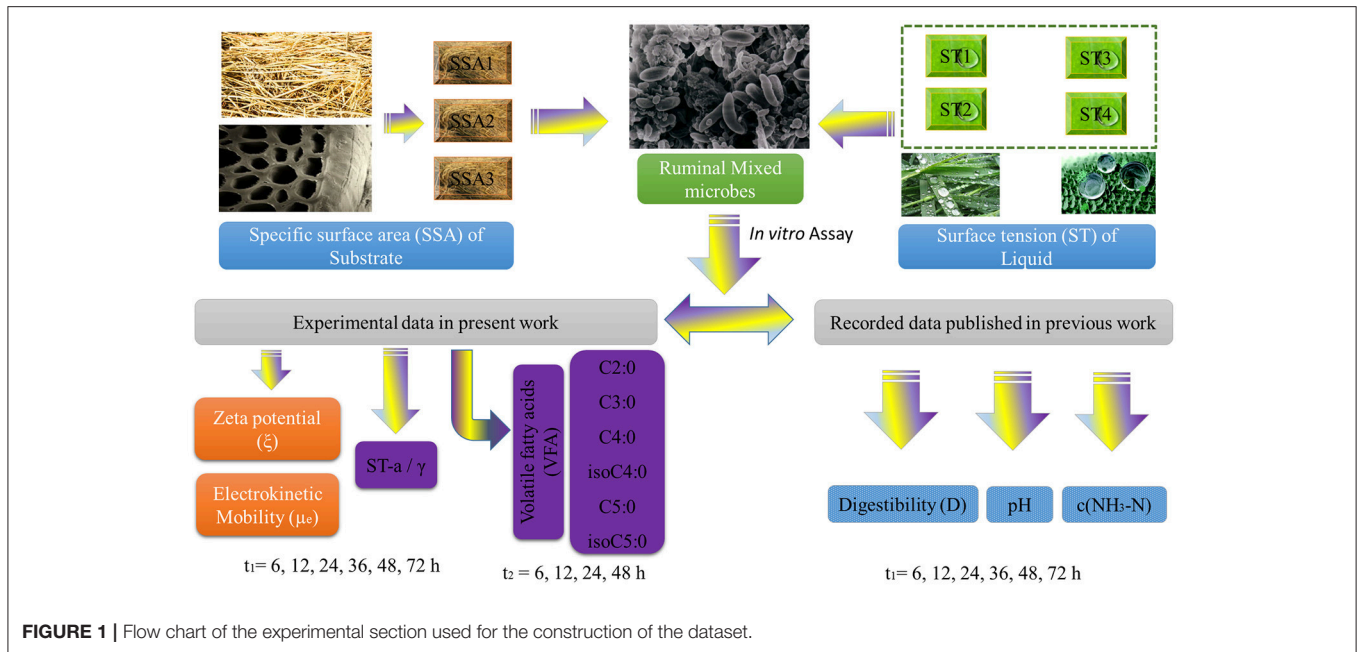 SSA1
SSA2
SSA3
ST1
ST3
ST2
ST4
Ruminal Mixed
microbes
Specific surface area (SSA) of
Substrate
In vitro Assay
Surface tension (ST) of
Liquid
Experimental data in present work
Recorded data published in previous work
Zeta potential
(ξ)
Electrokinetic
Mobility (μₑ)
ST-a / γ
Volatile fatty acids
(VFA)
C2:0
C3:0
C4:0
isoC4:0
C5:0
isoC5:0
Digestibility (D)
pH
c(NH₃-N)
t₁= 6, 12, 24, 36, 48, 72 h
t₂ = 6, 12, 24, 48 h
t₁= 6, 12, 24, 36, 48, 72 h
FIGURE 1 | Flow chart of the experimental section used for the construction of the dataset.